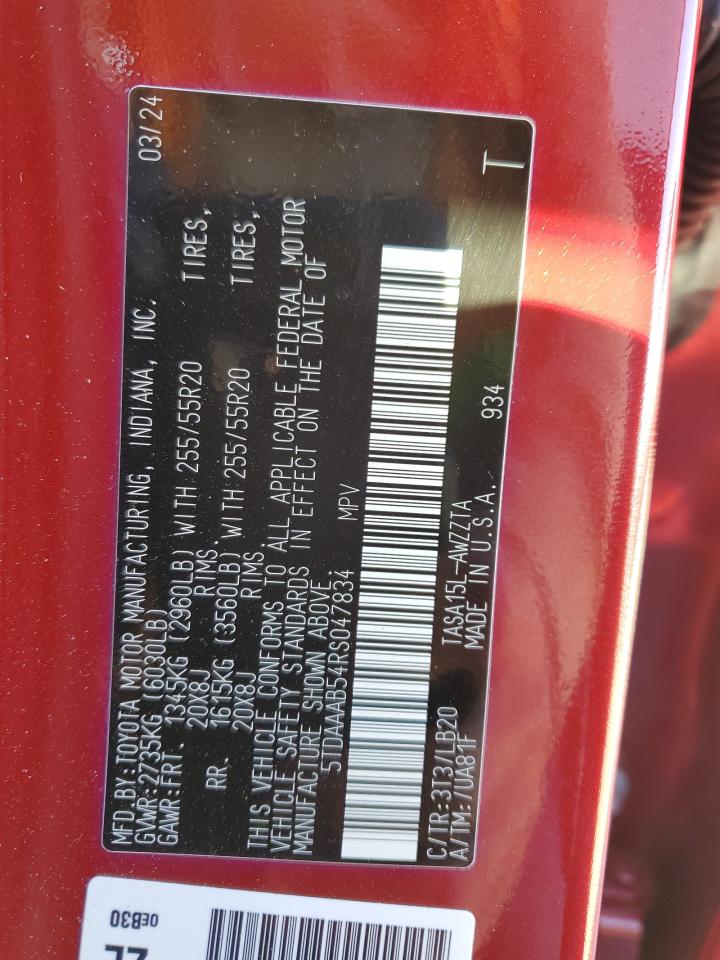 MFD.BY:TOYOTA MOTOR MANUFACTURING, INDIANA, INC. 03/24
GVWR:2735KG (6030LB)
GAWR:FRT. 1345KG (2960LB) WITH 255/55R20 TIRES,
20X8J RIMS.
RR. 1615KG (3560LB) WITH 255/55R20 TIRES,
20X8J RIMS.
THIS VEHICLE CONFORMS TO ALL APPLICABLE FEDERAL MOTOR
VEHICLE SAFETY STANDARDS IN EFFECT ON THE DATE OF
MANUFACTURE SHOWN ABOVE.
5TDAAAB54RS047834 MPV
C/TR:3T3/LB20 TASA15L-AWZZTA
A/TM:/UA81F MADE IN U.S.A. 934 T
0EB30